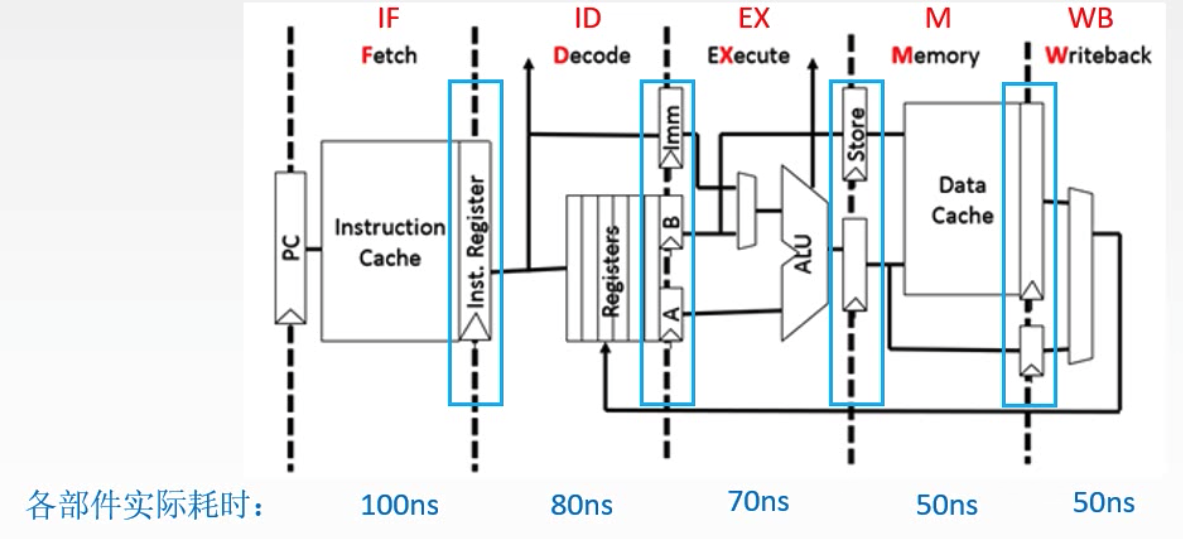 IF ID EX M WB
Fetch Decode EXecute Memory Writeback
Imm
Store
Instruction
Cache
Inst. Register
PC
Registers
B
A
ALU
Data
Cache
各部件实际耗时： 100ns 80ns 70ns 50ns 50ns